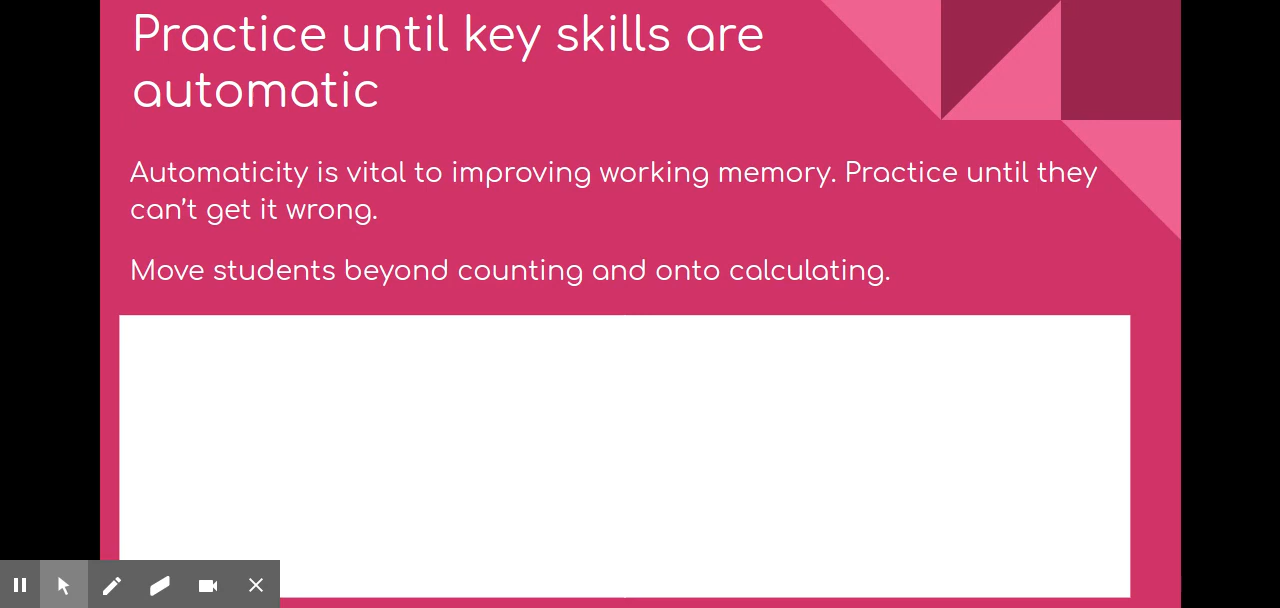 Practice until key skills are
automatic
Automaticity is vital to improving working memory. Practice until they
can’t get it wrong.
Move students beyond counting and onto calculating.